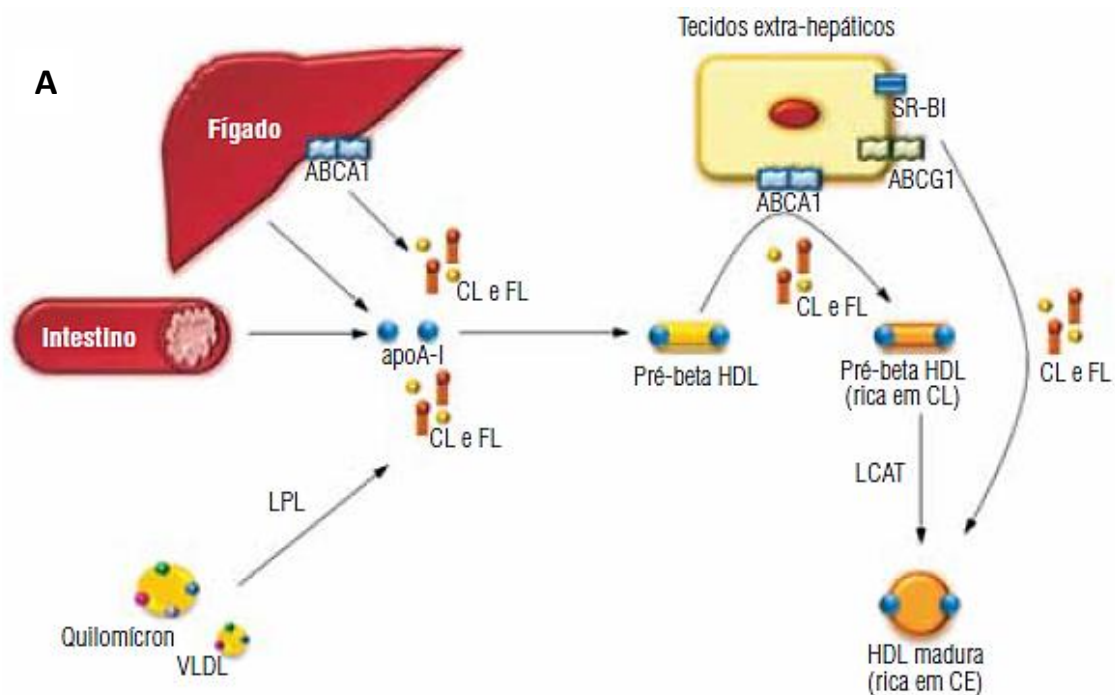 A
Tecidos extra-hepáticos
Fígado
ABCA1
SR-BI
ABCG1
ABCA1
CL e FL
CL e FL
Intestino
apoA-I
Pré-beta HDL
Pré-beta HDL
(rica em CL)
CL e FL
CL e FL
LPL
LCAT
Quilomícron
VLDL
HDL madura
(rica em CE)